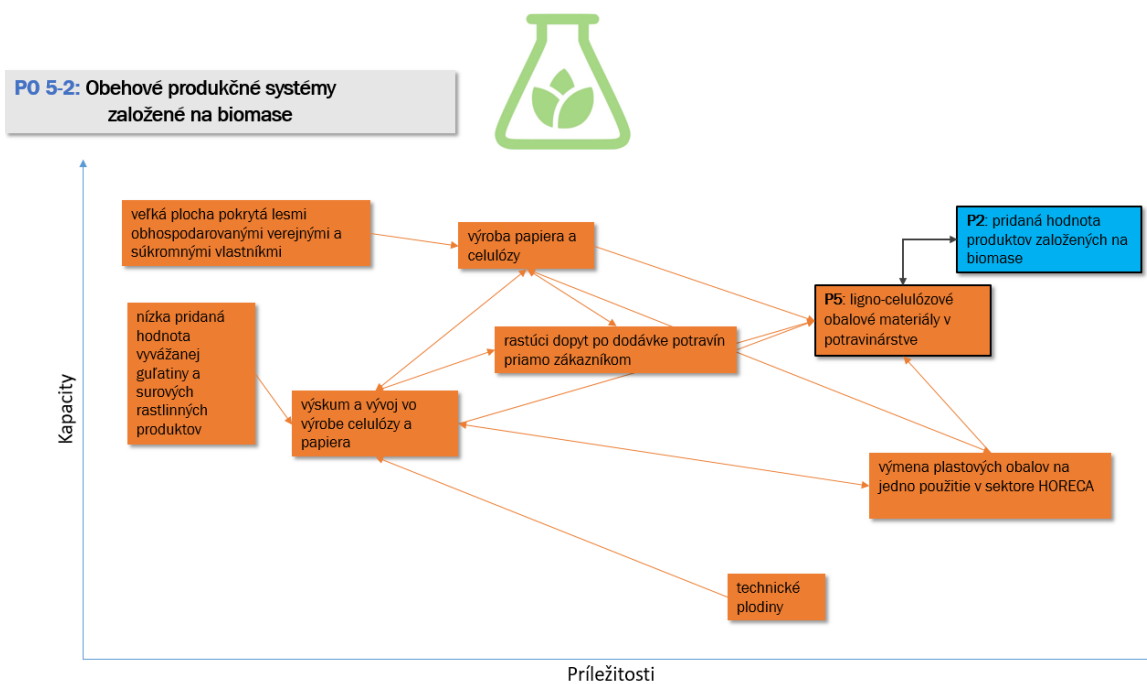 PO 5-2: Obehové produkčné systémy
založené na biomase
veľká plocha pokrytá lesmi
obhospodarovanými verejnými a
súkromnými vlastníkmi
výroba papiera a
celulózy
P2: pridaná hodnota
produktov založených na
biomase
P5: ligno-celulózové
obalové materiály v
potravinárstve
nízka pridaná
hodnota
vyvážanej
guľatiny a
surových
rastlinných
produktov
rastúci dopyt po dodávke potravín
priamo zákazníkom
výskum a vývoj vo
výrobe celulózy a
papiera
výmena plastových obalov na
jedno použitie v sektore HORECA
technické
plodiny
Kapacity
Príležitosti